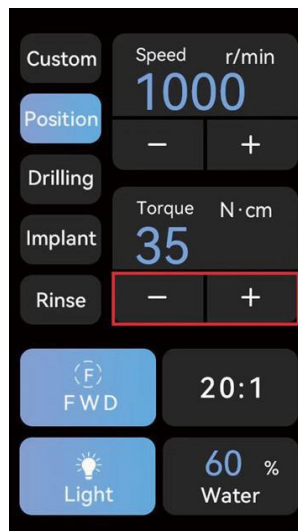 Custom
Position
Drilling
Implant
Rinse
Speed r/min
1000
− +
Torque N·cm
35
− +
(F)
FWD
20:1
Light
60 %
Water